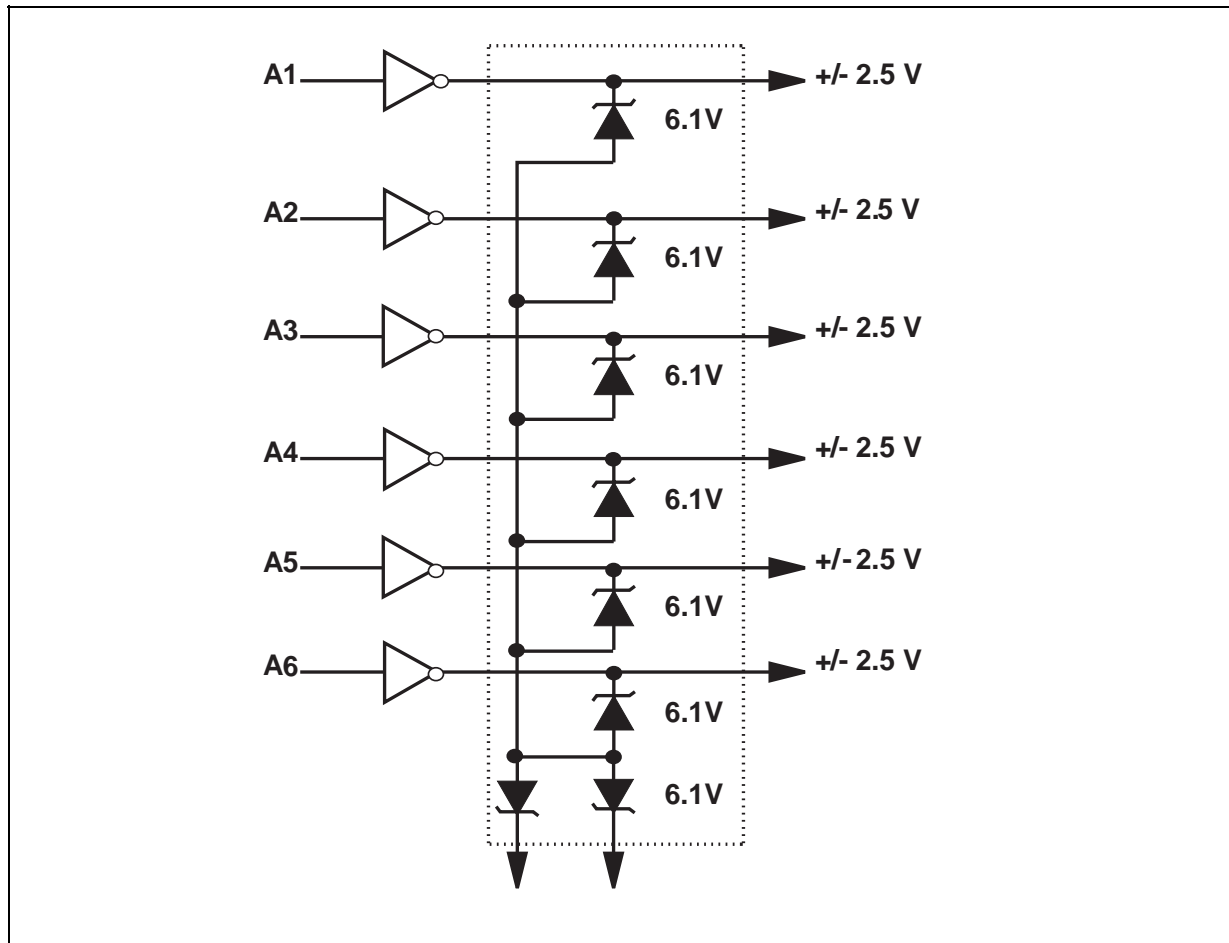 A1 +/- 2.5 V
6.1V
A2 +/- 2.5 V
6.1V
A3 +/- 2.5 V
6.1V
A4 +/- 2.5 V
6.1V
A5 +/- 2.5 V
6.1V
A6 +/- 2.5 V
6.1V
6.1V